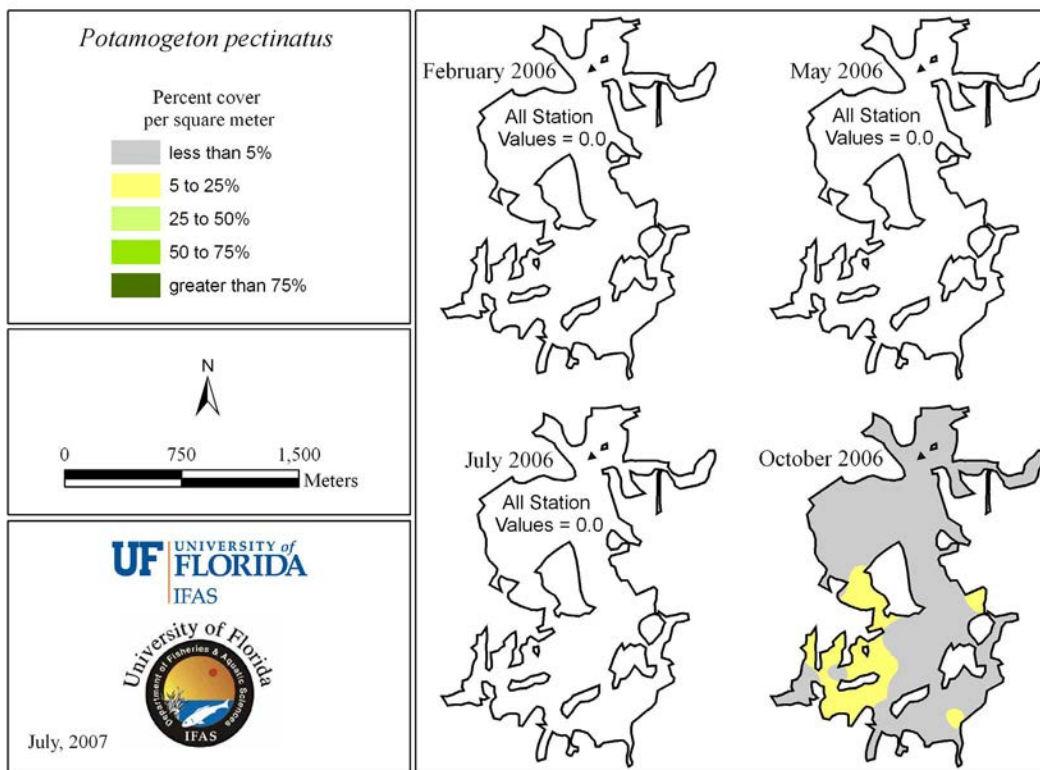 Potamogeton pectinatus
Percent cover
per square meter
less than 5%
5 to 25%
25 to 50%
50 to 75%
greater than 75%
N
0 750 1,500
Meters
UF UNIVERSITY of
FLORIDA
IFAS
University of Florida
Department of Fisheries & Aquatic Sciences
IFAS
July, 2007
February 2006
All Station
Values = 0.0
May 2006
All Station
Values = 0.0
July 2006
All Station
Values = 0.0
October 2006